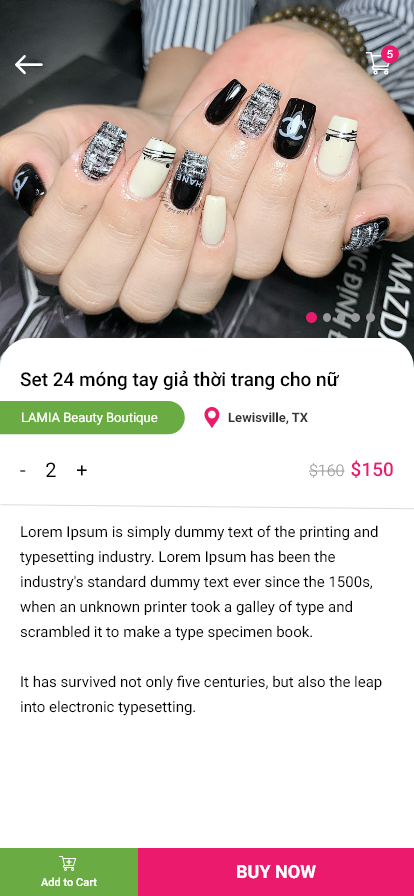 5
CHANEL
NG ĐỊNH
MAZD
Set 24 móng tay giả thời trang cho nữ
LAMIA Beauty Boutique
Lewisville, TX
- 2 +
$160 $150
Lorem Ipsum is simply dummy text of the printing and
typesetting industry. Lorem Ipsum has been the
industry's standard dummy text ever since the 1500s,
when an unknown printer took a galley of type and
scrambled it to make a type specimen book.
It has survived not only five centuries, but also the leap
into electronic typesetting.
Add to Cart
BUY NOW